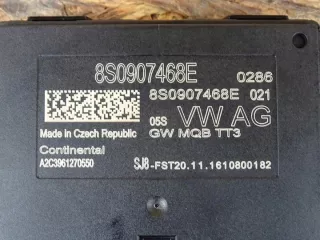 8S0907468E 0286
8S0907468E 021
05S VW AG
Made in Czech Republic GW MQB TT3
Continental
A2C3961270550 SJ8-FST20.11.1610800182